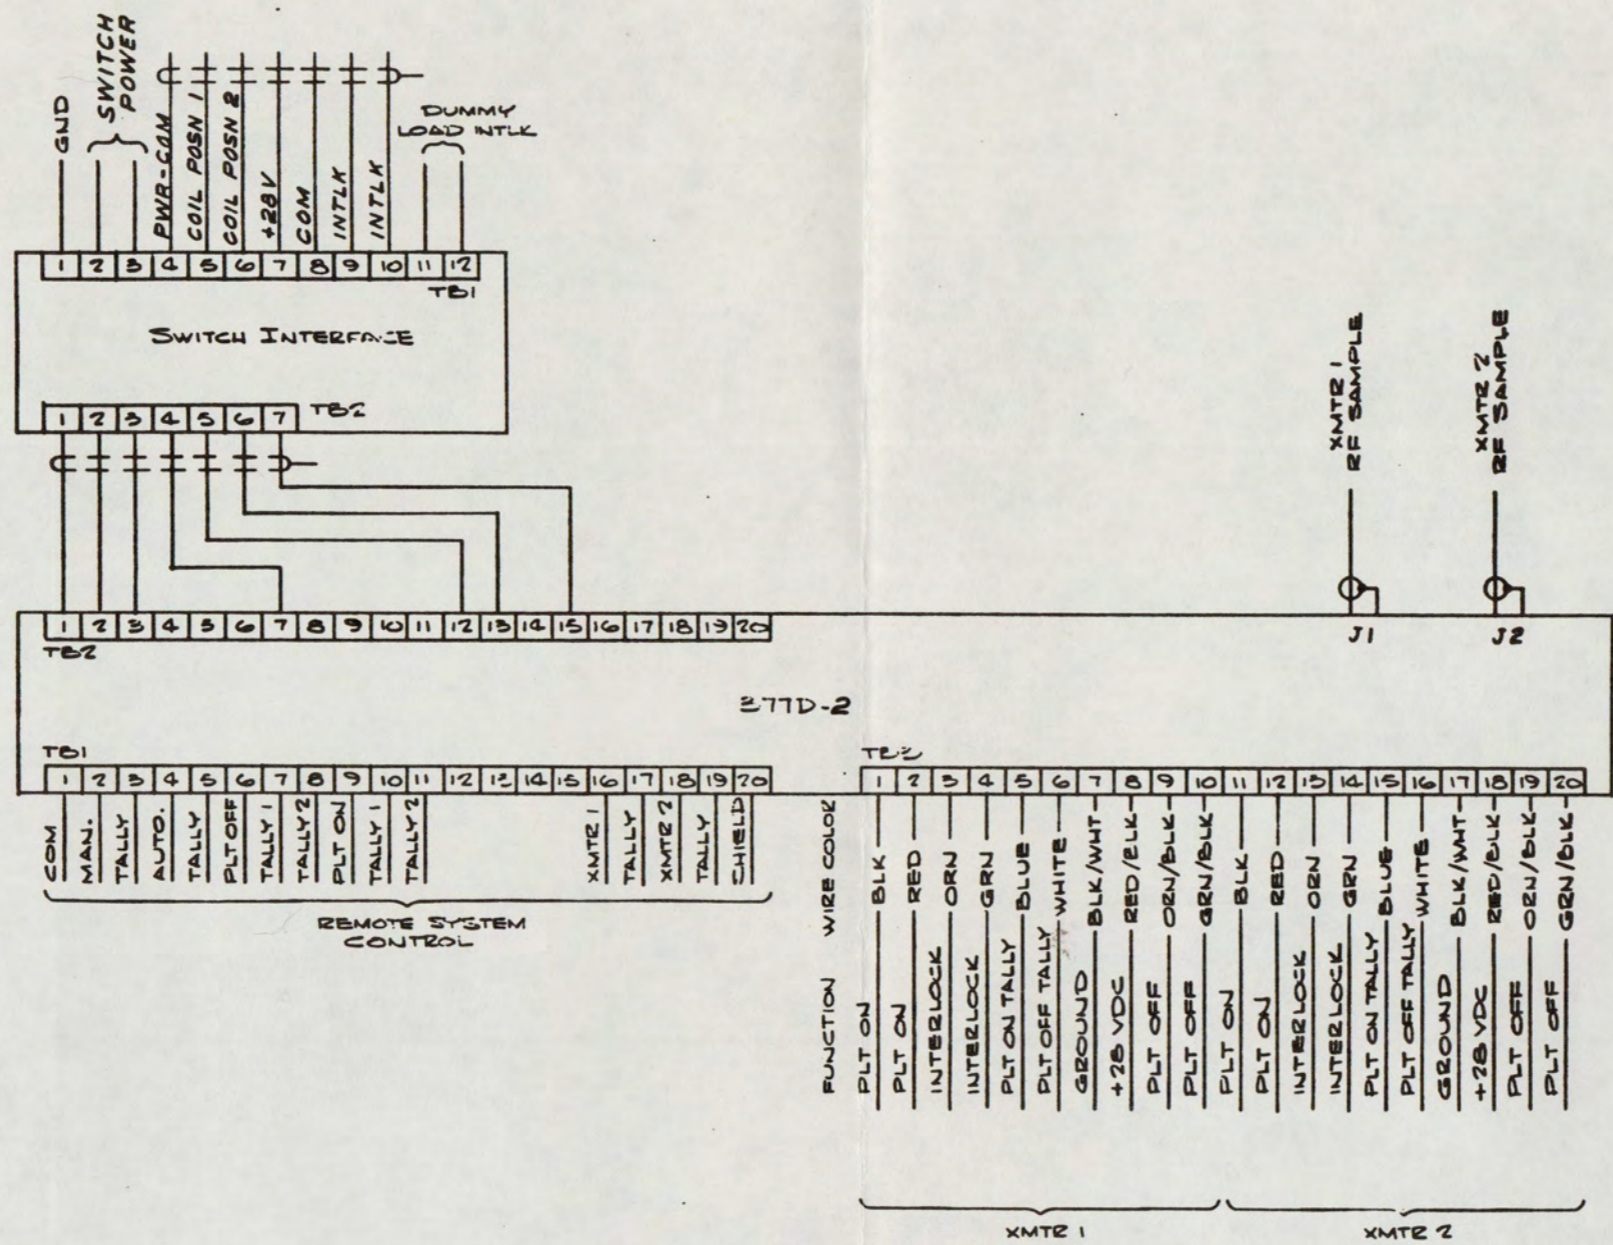 GND
SWITCH
POWER
PWR-COM
COIL POSN 1
COIL POSN 2
+28V
COM
INTLK
INTLK
DUMMY
LOAD INTLK
1 2 3 4 5 6 7 8 9 10 11 12
TB1
SWITCH INTERFACE
1 2 3 4 5 6 7 TB2
XMTR 1
RF SAMPLE
XMTR 2
RF SAMPLE
1 2 3 4 5 6 7 8 9 10 11 12 13 14 15 16 17 18 19 20
TB2
J1
J2
377D-2
TB1
1 2 3 4 5 6 7 8 9 10 11 12 13 14 15 16 17 18 19 20
COM
MAN.
TALLY
AUTO.
TALLY
PLT OFF
TALLY 1
TALLY 2
PLT ON
TALLY 1
TALLY 2
XMTR 1
TALLY
XMTR 2
TALLY
CHIELD
REMOTE SYSTEM
CONTROL
TB3
1 2 3 4 5 6 7 8 9 10 11 12 13 14 15 16 17 18 19 20
FUNCTION WIRE COLOR
PLT ON BLK
PLT ON RED
INTERLOCK ORN
INTERLOCK GRN
PLT ON TALLY BLUE
PLT OFF TALLY WHITE
GROUND BLK/WHT
+28 VDC RED/BLK
PLT OFF ORN/BLK
PLT OFF GRN/BLK
PLT ON BLK
PLT ON RED
INTERLOCK ORN
INTERLOCK GRN
PLT ON TALLY BLUE
PLT OFF TALLY WHITE
GROUND BLK/WHT
+28 VDC RED/BLK
PLT OFF ORN/BLK
PLT OFF GRN/BLK
XMTR 1
XMTR 2